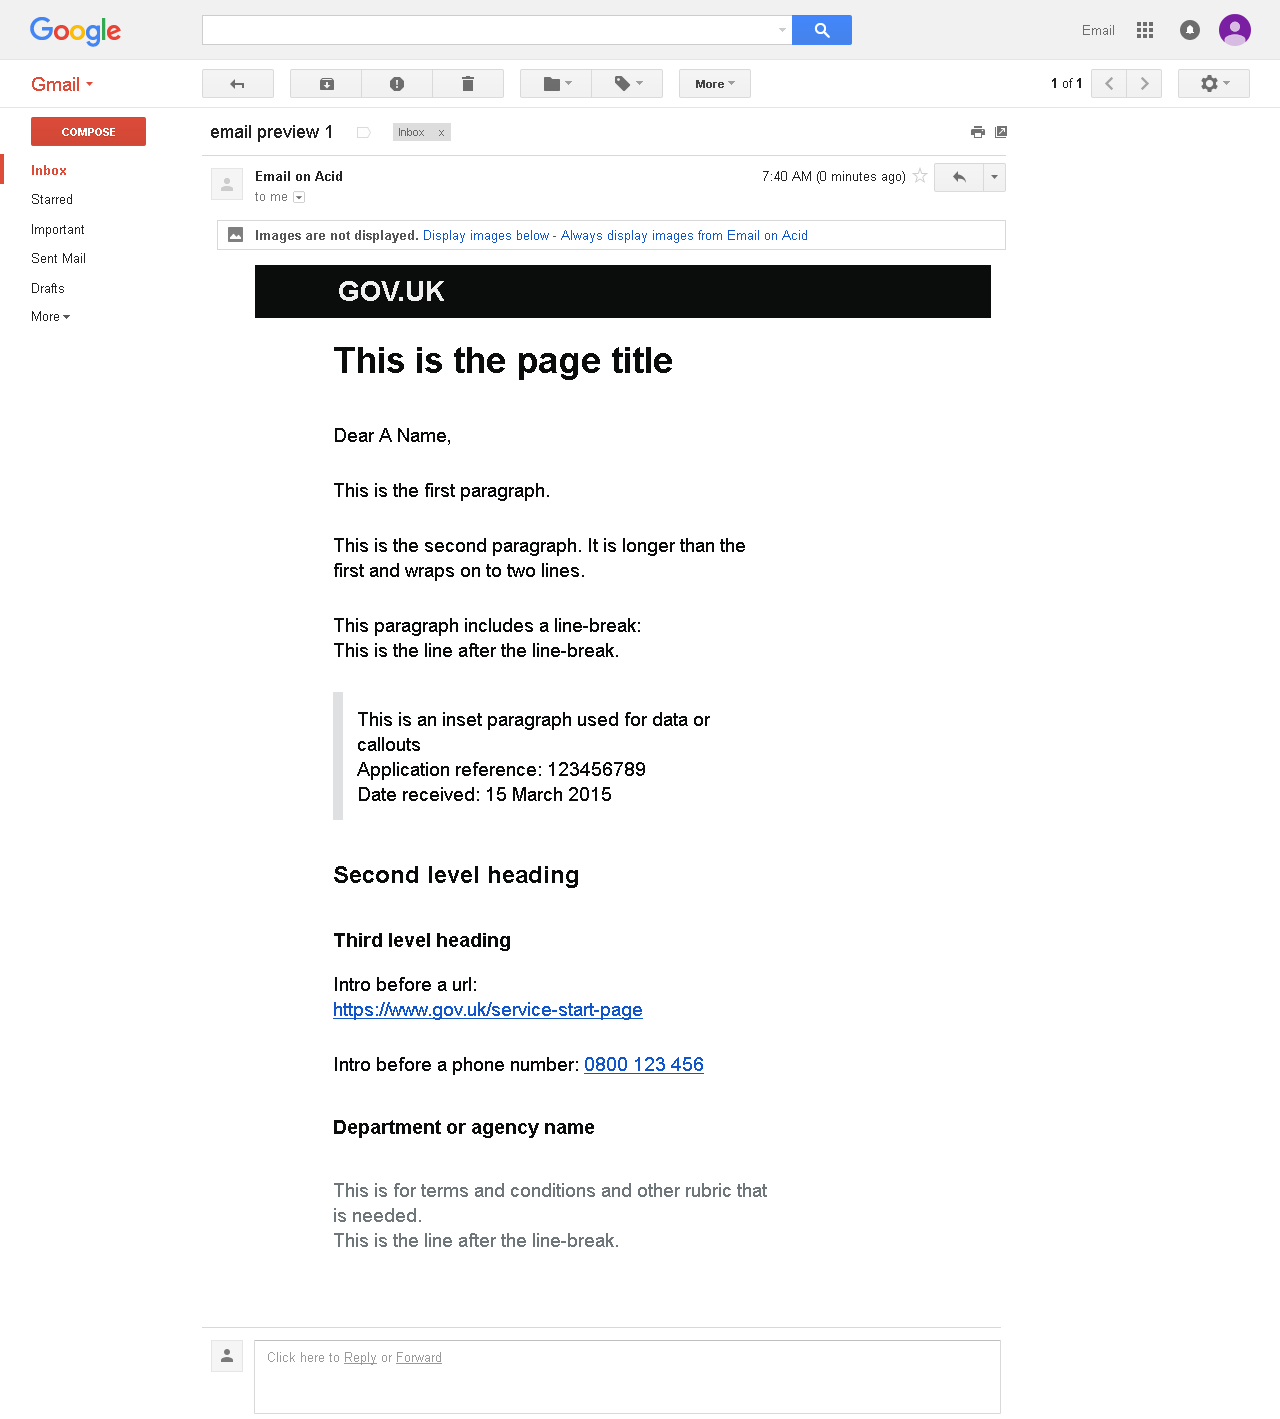 Google
Email
Gmail
More
1 of 1
COMPOSE
Inbox
Starred
Important
Sent Mail
Drafts
More
email preview 1
Inbox x
Email on Acid
7:40 AM (0 minutes ago)
to me
Images are not displayed. Display images below - Always display images from Email on Acid
GOV.UK
This is the page title
Dear A Name,
This is the first paragraph.
This is the second paragraph. It is longer than the
first and wraps on to two lines.
This paragraph includes a line-break:
This is the line after the line-break.
This is an inset paragraph used for data or
callouts
Application reference: 123456789
Date received: 15 March 2015
Second level heading
Third level heading
Intro before a url:
https://www.gov.uk/service-start-page
Intro before a phone number: 0800 123 456
Department or agency name
This is for terms and conditions and other rubric that
is needed.
This is the line after the line-break.
Click here to Reply or Forward